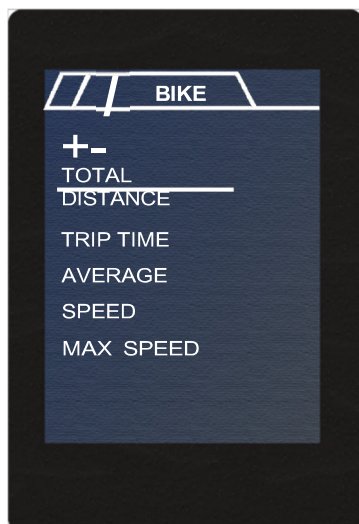 BIKE
+-
TOTAL
DISTANCE
TRIP TIME
AVERAGE
SPEED
MAX SPEED